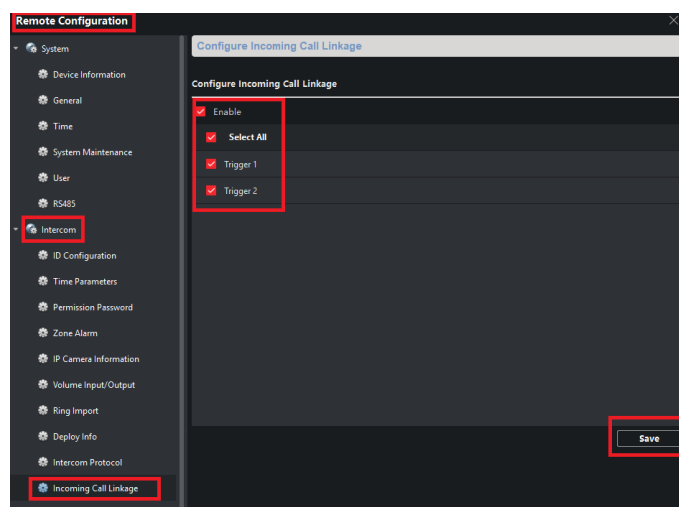 Remote Configuration
System
Device Information
General
Time
System Maintenance
User
RS485
Intercom
ID Configuration
Time Parameters
Permission Password
Zone Alarm
IP Camera Information
Volume Input/Output
Ring Import
Deploy Info
Intercom Protocol
Incoming Call Linkage
Configure Incoming Call Linkage
Configure Incoming Call Linkage
Enable
Select All
Trigger 1
Trigger 2
Save